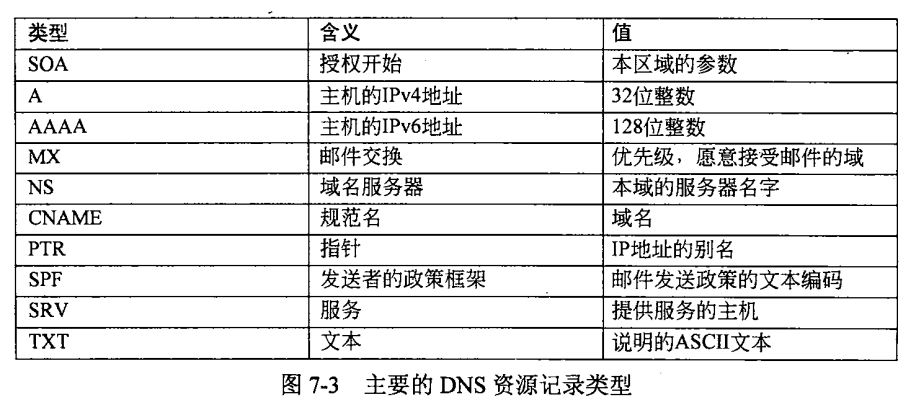 类型 含义 值
SOA 授权开始 本区域的参数
A 主机的IPv4地址 32位整数
AAAA 主机的IPv6地址 128位整数
MX 邮件交换 优先级，愿意接受邮件的域
NS 域名服务器 本域的服务器名字
CNAME 规范名 域名
PTR 指针 IP地址的别名
SPF 发送者的政策框架 邮件发送政策的文本编码
SRV 服务 提供服务的主机
TXT 文本 说明的ASCII文本
图 7-3 主要的 DNS 资源记录类型